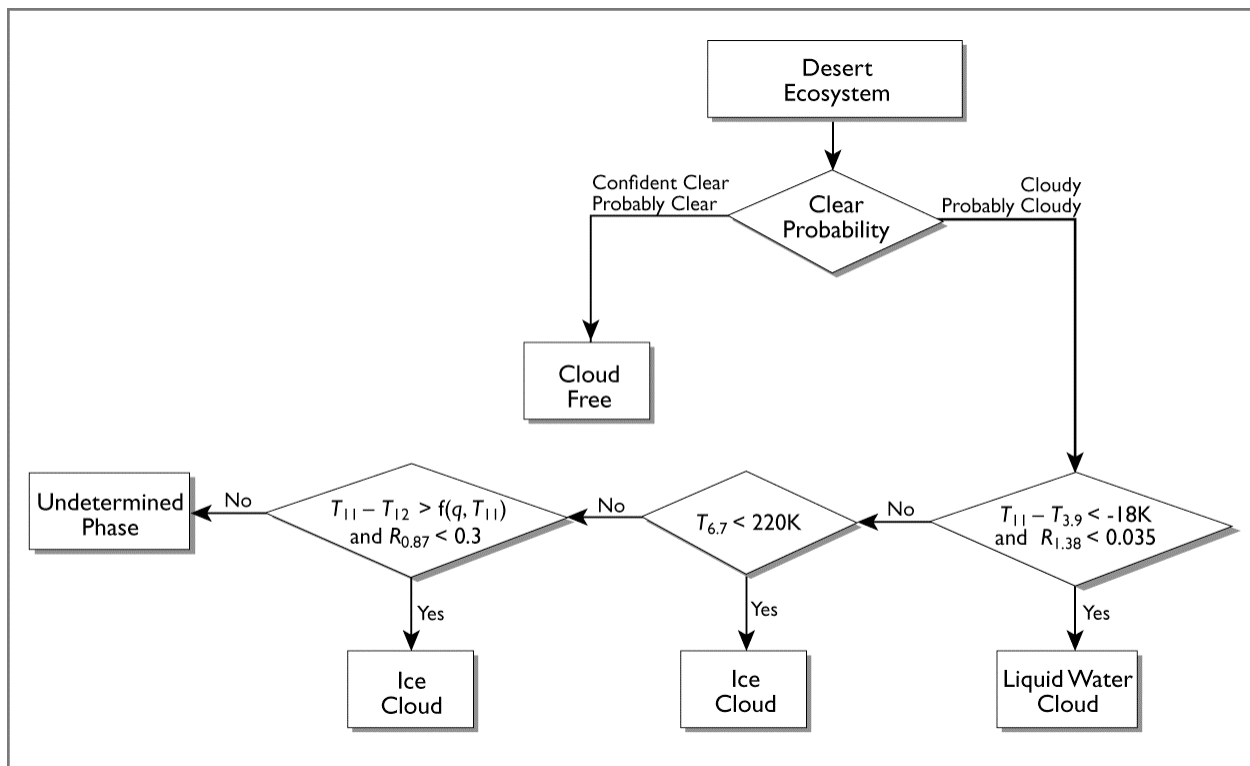 Desert
Ecosystem
Confident Clear
Probably Clear
Clear
Probability
Cloudy
Probably Cloudy
Cloud
Free
Undetermined
Phase
No
T11 – T12 > f(q, T11)
and R0.87 < 0.3
No
T6.7 < 220K
No
T11 – T3.9 < -18K
and R1.38 < 0.035
Yes
Yes
Yes
Ice
Cloud
Ice
Cloud
Liquid Water
Cloud